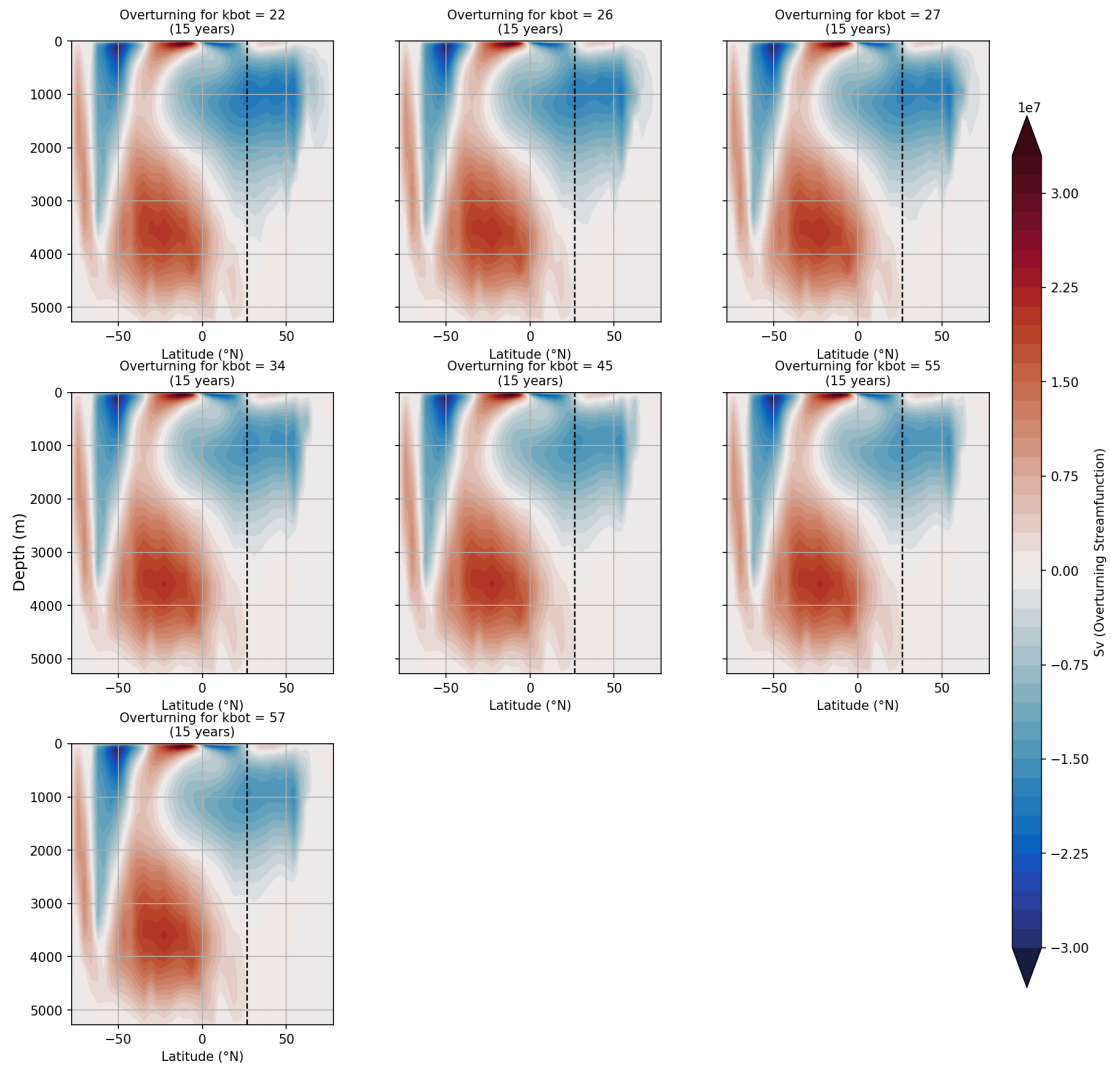 Overturning for kbot = 22
(15 years)
Overturning for kbot = 26
(15 years)
Overturning for kbot = 27
(15 years)
0
1000
2000
3000
4000
5000
−50
0
50
−50
0
50
−50
0
50
Latitude (°N)
Latitude (°N)
Latitude (°N)
Overturning for kbot = 34
(15 years)
Overturning for kbot = 45
(15 years)
Overturning for kbot = 55
(15 years)
0
1000
2000
3000
4000
5000
Depth (m)
−50
0
50
−50
0
50
−50
0
50
Latitude (°N)
Latitude (°N)
Latitude (°N)
Overturning for kbot = 57
(15 years)
0
1000
2000
3000
4000
5000
−50
0
50
Latitude (°N)
1e7
3.00
2.25
1.50
0.75
0.00
−0.75
−1.50
−2.25
−3.00
Sv (Overturning Streamfunction)